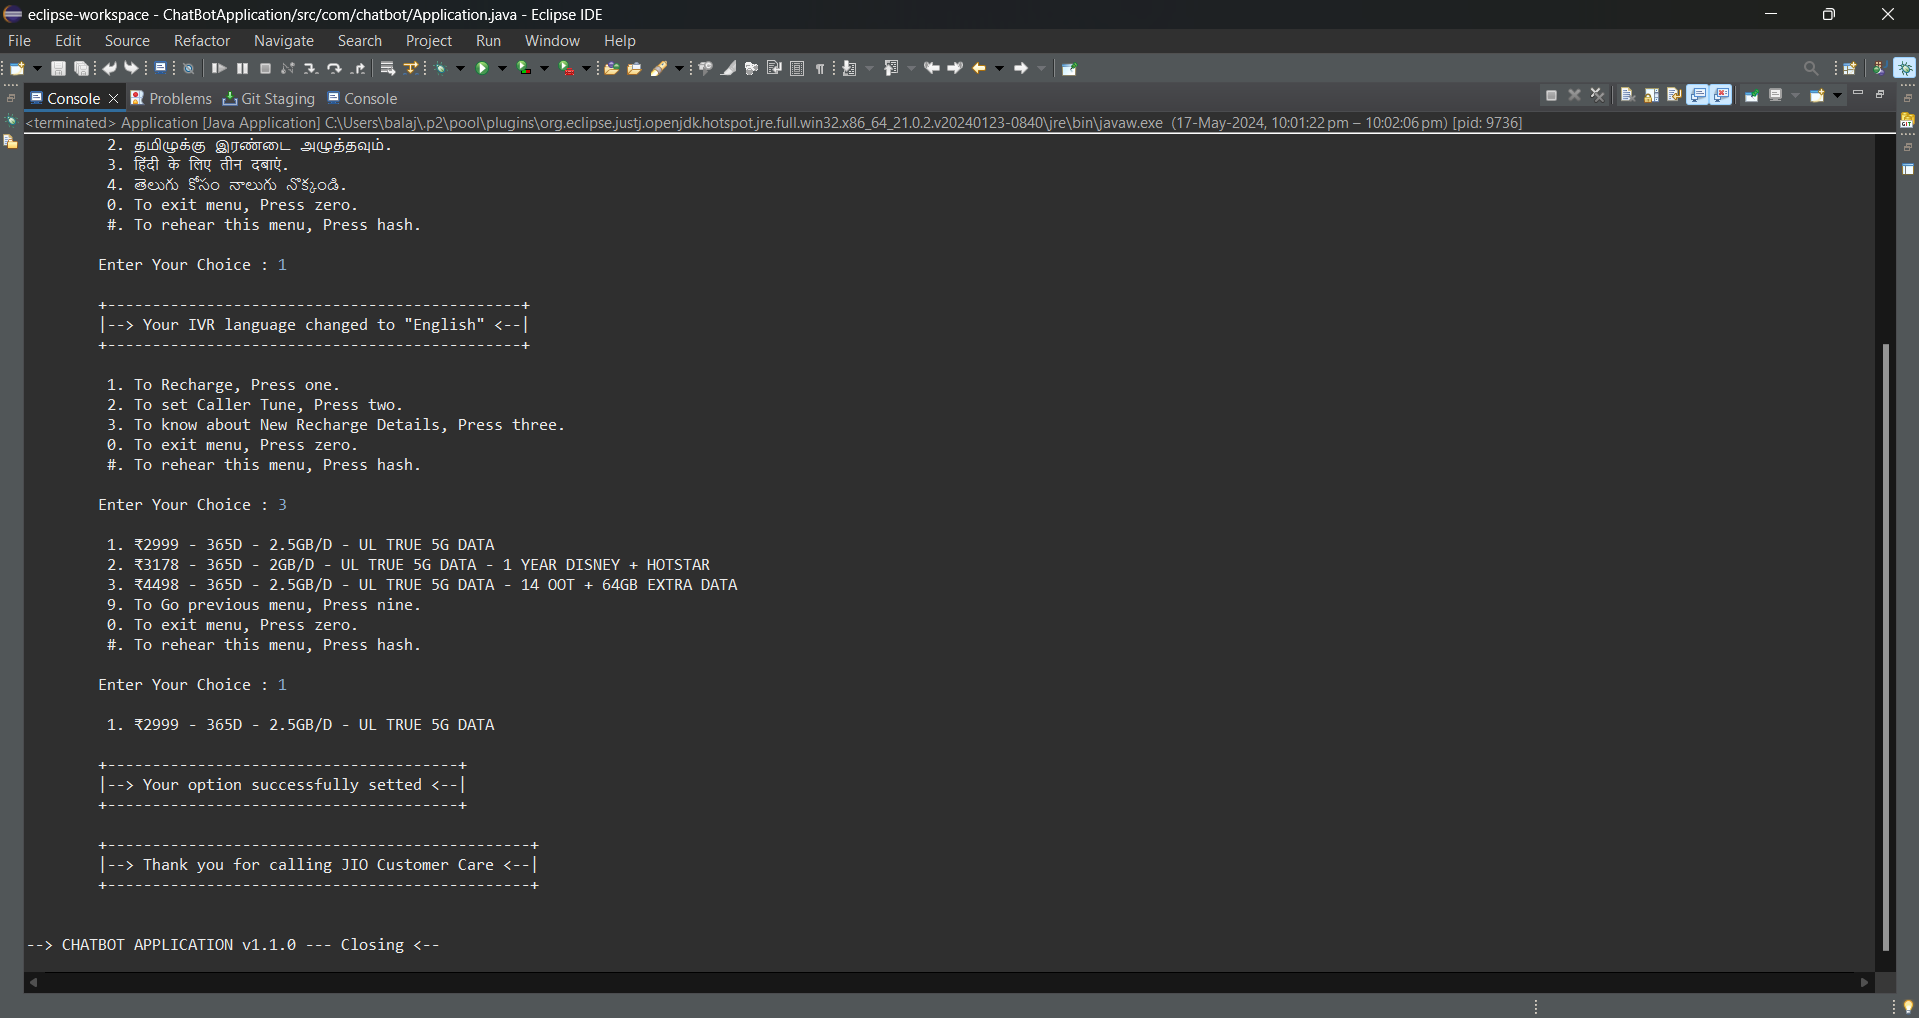 eclipse-workspace - ChatBotApplication/src/com/chatbot/Application.java - Eclipse IDE
File Edit Source Refactor Navigate Search Project Run Window Help
Console Problems Git Staging Console
<terminated> Application [Java Application] C:\Users\balaj\.p2\pool\plugins\org.eclipse.justj.openjdk.hotspot.jre.full.win32.x86_64_21.0.2.v20240123-0840\jre\bin\javaw.exe (17-May-2024, 10:01:22 pm – 10:02:06 pm) [pid: 9736]
2. தமிழுக்கு இரண்டை அழுத்தவும்.
3. हिंदी के लिए तीन दबाएं.
4. తెలుగు కోసం నాలుగు నొక్కండి.
0. To exit menu, Press zero.
#. To rehear this menu, Press hash.
Enter Your Choice : 1
+----------------------------------------------+
|--> Your IVR language changed to "English" <--|
+----------------------------------------------+
1. To Recharge, Press one.
2. To set Caller Tune, Press two.
3. To know about New Recharge Details, Press three.
0. To exit menu, Press zero.
#. To rehear this menu, Press hash.
Enter Your Choice : 3
1. ₹2999 - 365D - 2.5GB/D - UL TRUE 5G DATA
2. ₹3178 - 365D - 2GB/D - UL TRUE 5G DATA - 1 YEAR DISNEY + HOTSTAR
3. ₹4498 - 365D - 2.5GB/D - UL TRUE 5G DATA - 14 OOT + 64GB EXTRA DATA
9. To Go previous menu, Press nine.
0. To exit menu, Press zero.
#. To rehear this menu, Press hash.
Enter Your Choice : 1
1. ₹2999 - 365D - 2.5GB/D - UL TRUE 5G DATA
+---------------------------------------+
|--> Your option successfully setted <--|
+---------------------------------------+
+-----------------------------------------------+
|--> Thank you for calling JIO Customer Care <--|
+-----------------------------------------------+
--> CHATBOT APPLICATION v1.1.0 --- Closing <--